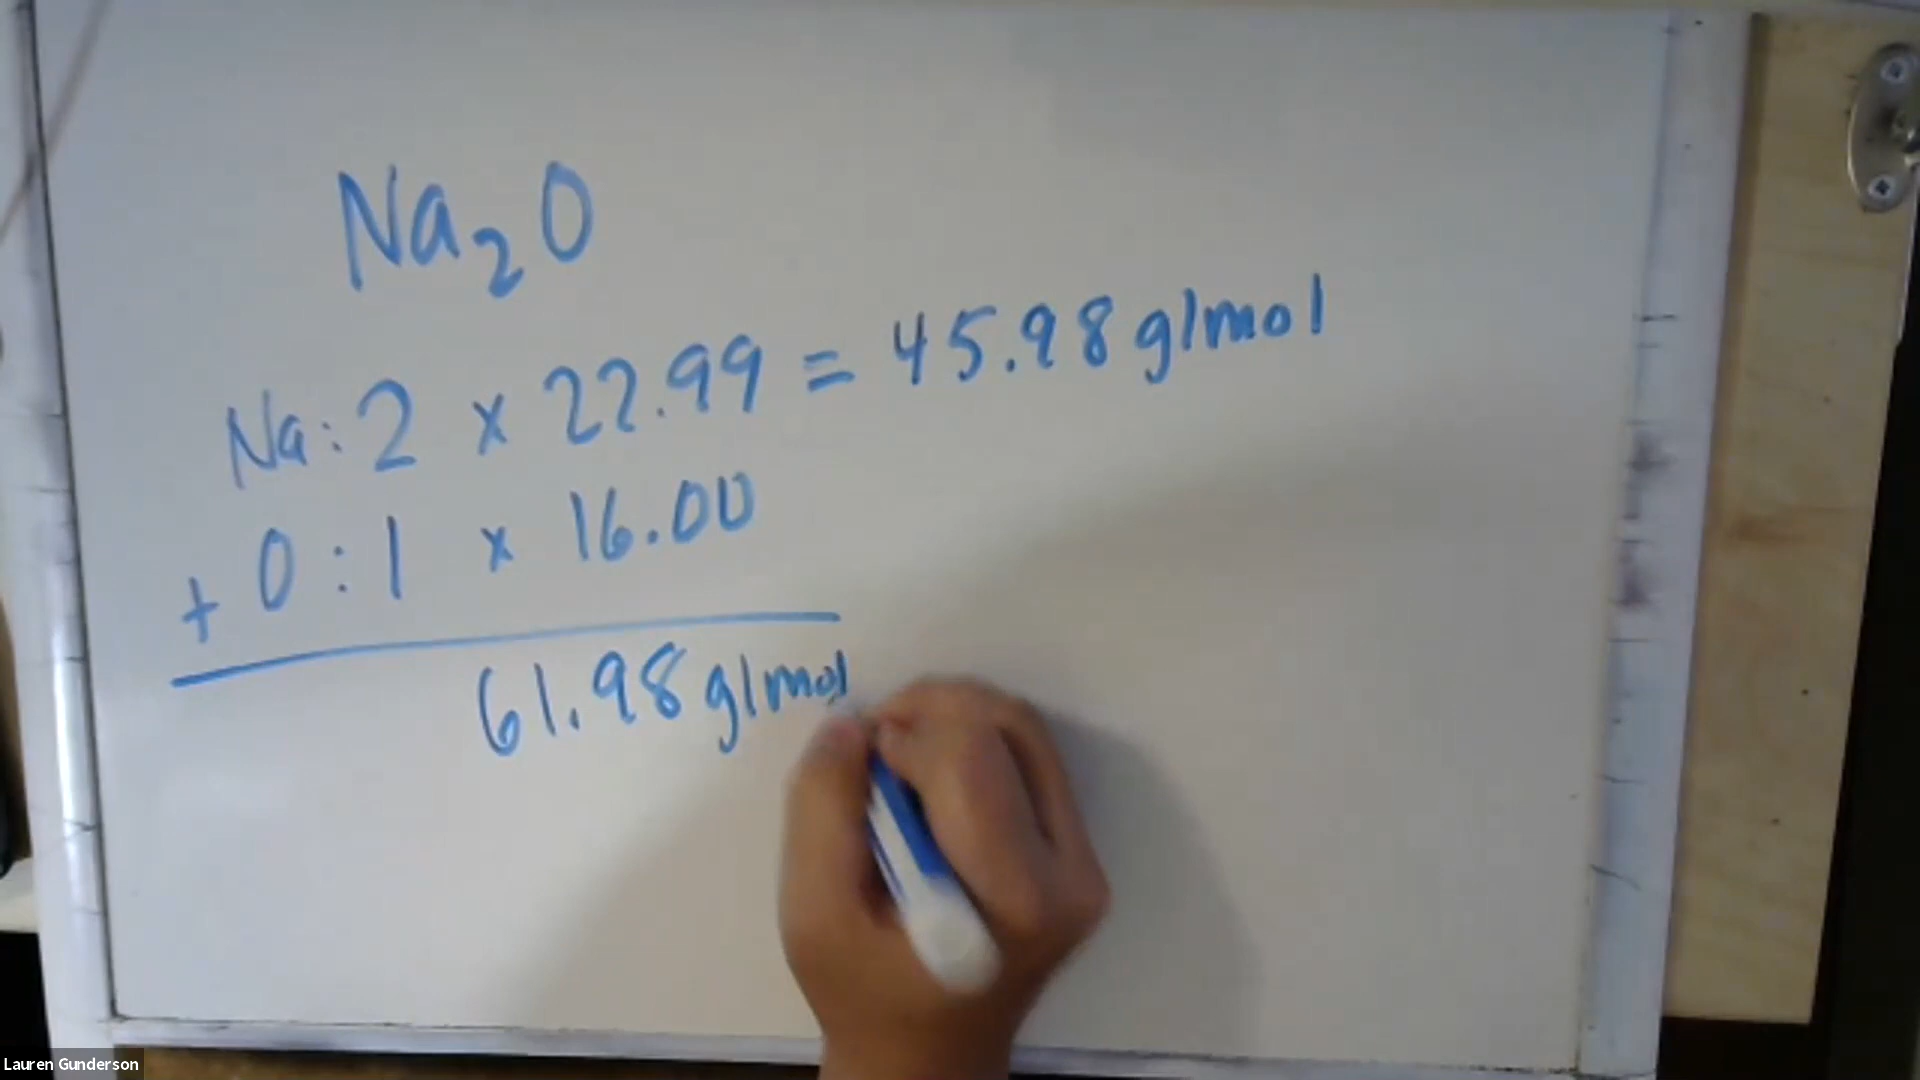 Na₂O
Na: 2 x 22.99 = 45.98 g/mol
+ O : 1 x 16.00
61.98 g/mol
Lauren Gunderson